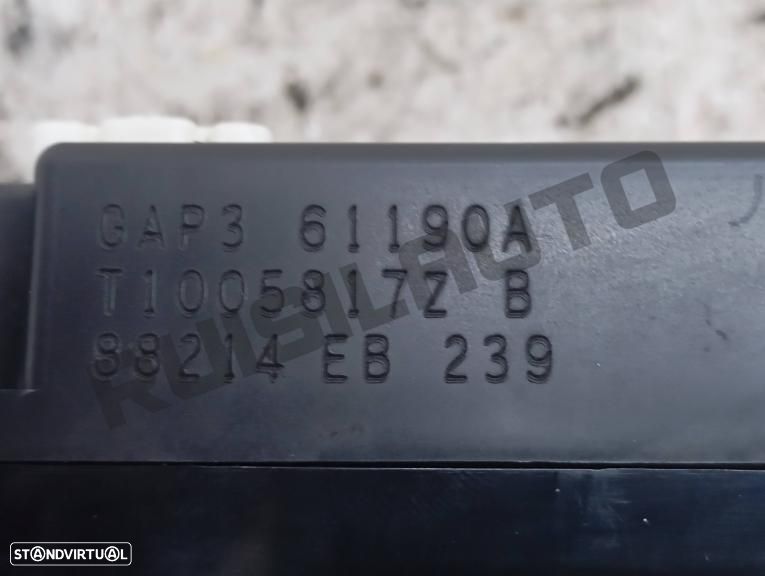 GAP3 61190A
T1005817Z B
88214 EB 239
RUISILAUTO
STANDVIRTUAL